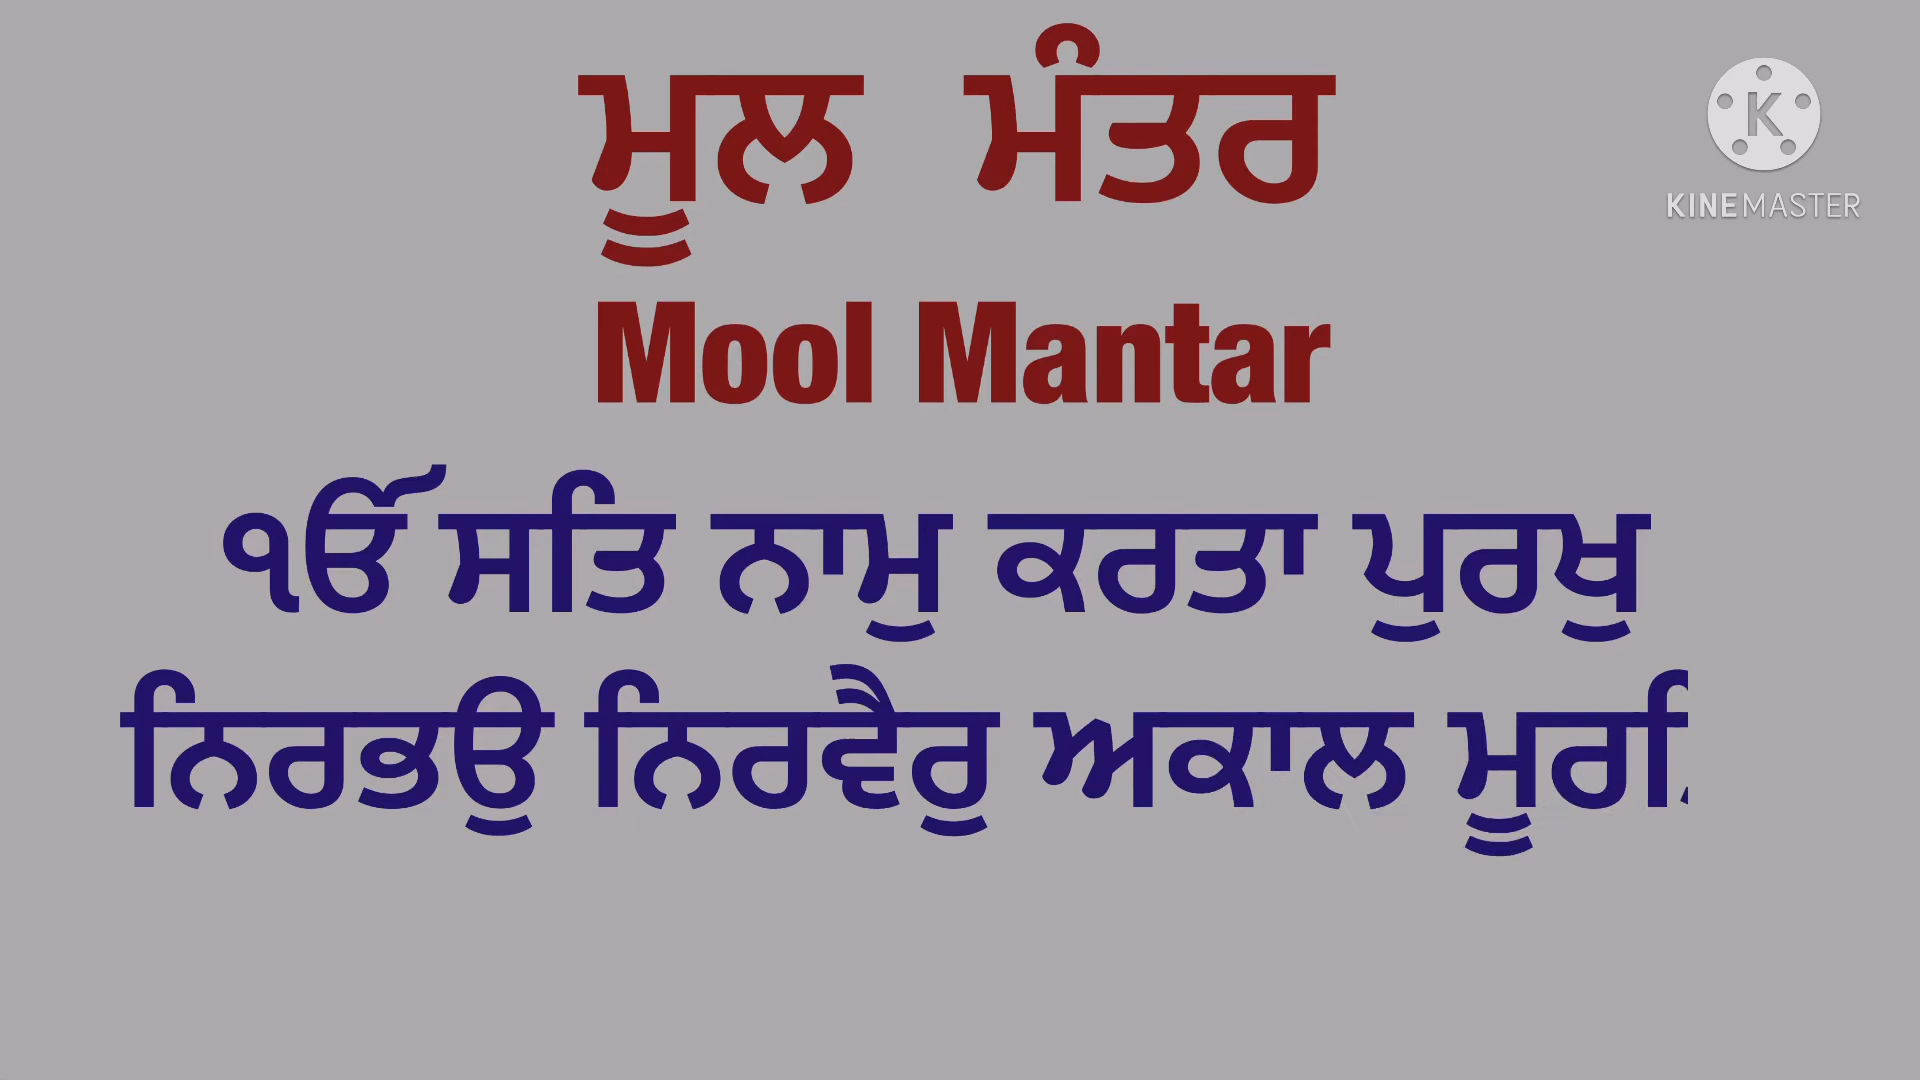 ਮੂਲ ਮੰਤਰ
Mool Mantar
ੴ ਸਤਿ ਨਾਮੁ ਕਰਤਾ ਪੁਰਖੁ
ਨਿਰਭਉ ਨਿਰਵੈਰੁ ਅਕਾਲ
K
KINEMASTER